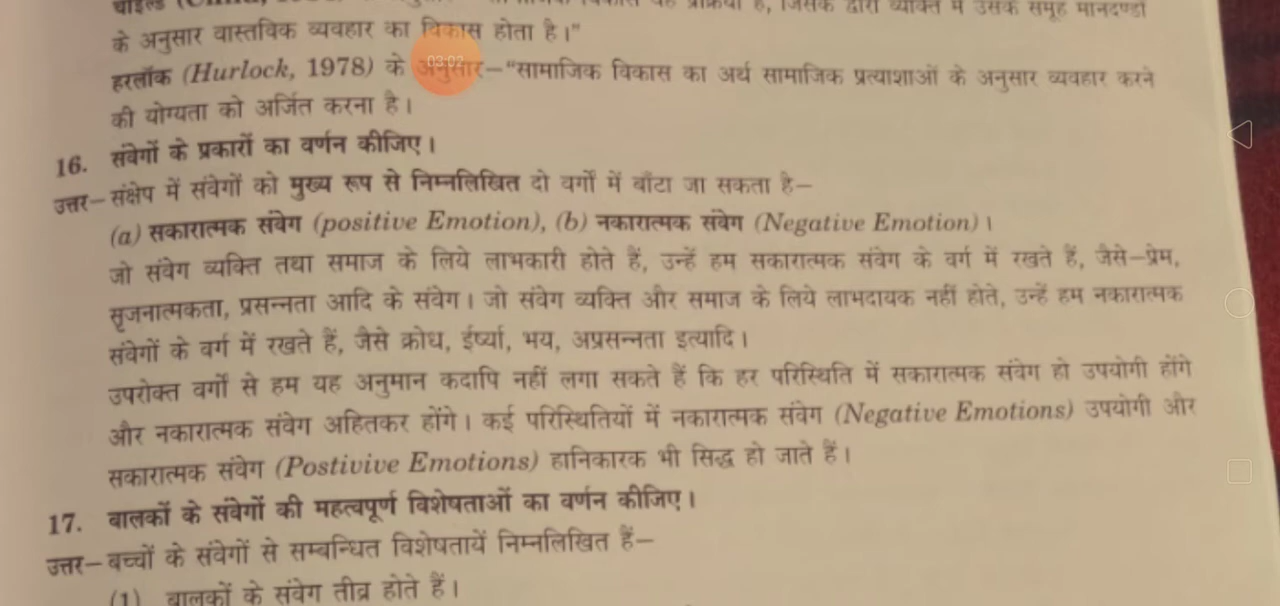 के अनुसार वास्तविक व्यवहार का विकास होता है।”
हरलॉक (Hurlock, 1978) के अनुसार–“सामाजिक विकास का अर्थ सामाजिक प्रत्याशाओं के अनुसार व्यवहार करने
की योग्यता को अर्जित करना है।
16. संवेगों के प्रकारों का वर्णन कीजिए।
उत्तर– संक्षेप में संवेगों को मुख्य रूप से निम्नलिखित दो वर्गों में बाँटा जा सकता है–
(a) सकारात्मक संवेग (positive Emotion), (b) नकारात्मक संवेग (Negative Emotion)।
जो संवेग व्यक्ति तथा समाज के लिये लाभकारी होते हैं, उन्हें हम सकारात्मक संवेग के वर्ग में रखते हैं, जैसे–प्रेम,
सृजनात्मकता, प्रसन्नता आदि के संवेग। जो संवेग व्यक्ति और समाज के लिये लाभदायक नहीं होते, उन्हें हम नकारात्मक
संवेगों के वर्ग में रखते हैं, जैसे क्रोध, ईर्ष्या, भय, अप्रसन्नता इत्यादि।
उपरोक्त वर्गों से हम यह अनुमान कदापि नहीं लगा सकते हैं कि हर परिस्थिति में सकारात्मक संवेग हो उपयोगी होंगे
और नकारात्मक संवेग अहितकर होंगे। कई परिस्थितियों में नकारात्मक संवेग (Negative Emotions) उपयोगी और
सकारात्मक संवेग (Postivive Emotions) हानिकारक भी सिद्ध हो जाते हैं।
17. बालकों के संवेगों की महत्वपूर्ण विशेषताओं का वर्णन कीजिए।
उत्तर– बच्चों के संवेगों से सम्बन्धित विशेषतायें निम्नलिखित हैं–
(1) बालकों के संवेग तीव्र होते हैं।
03:02